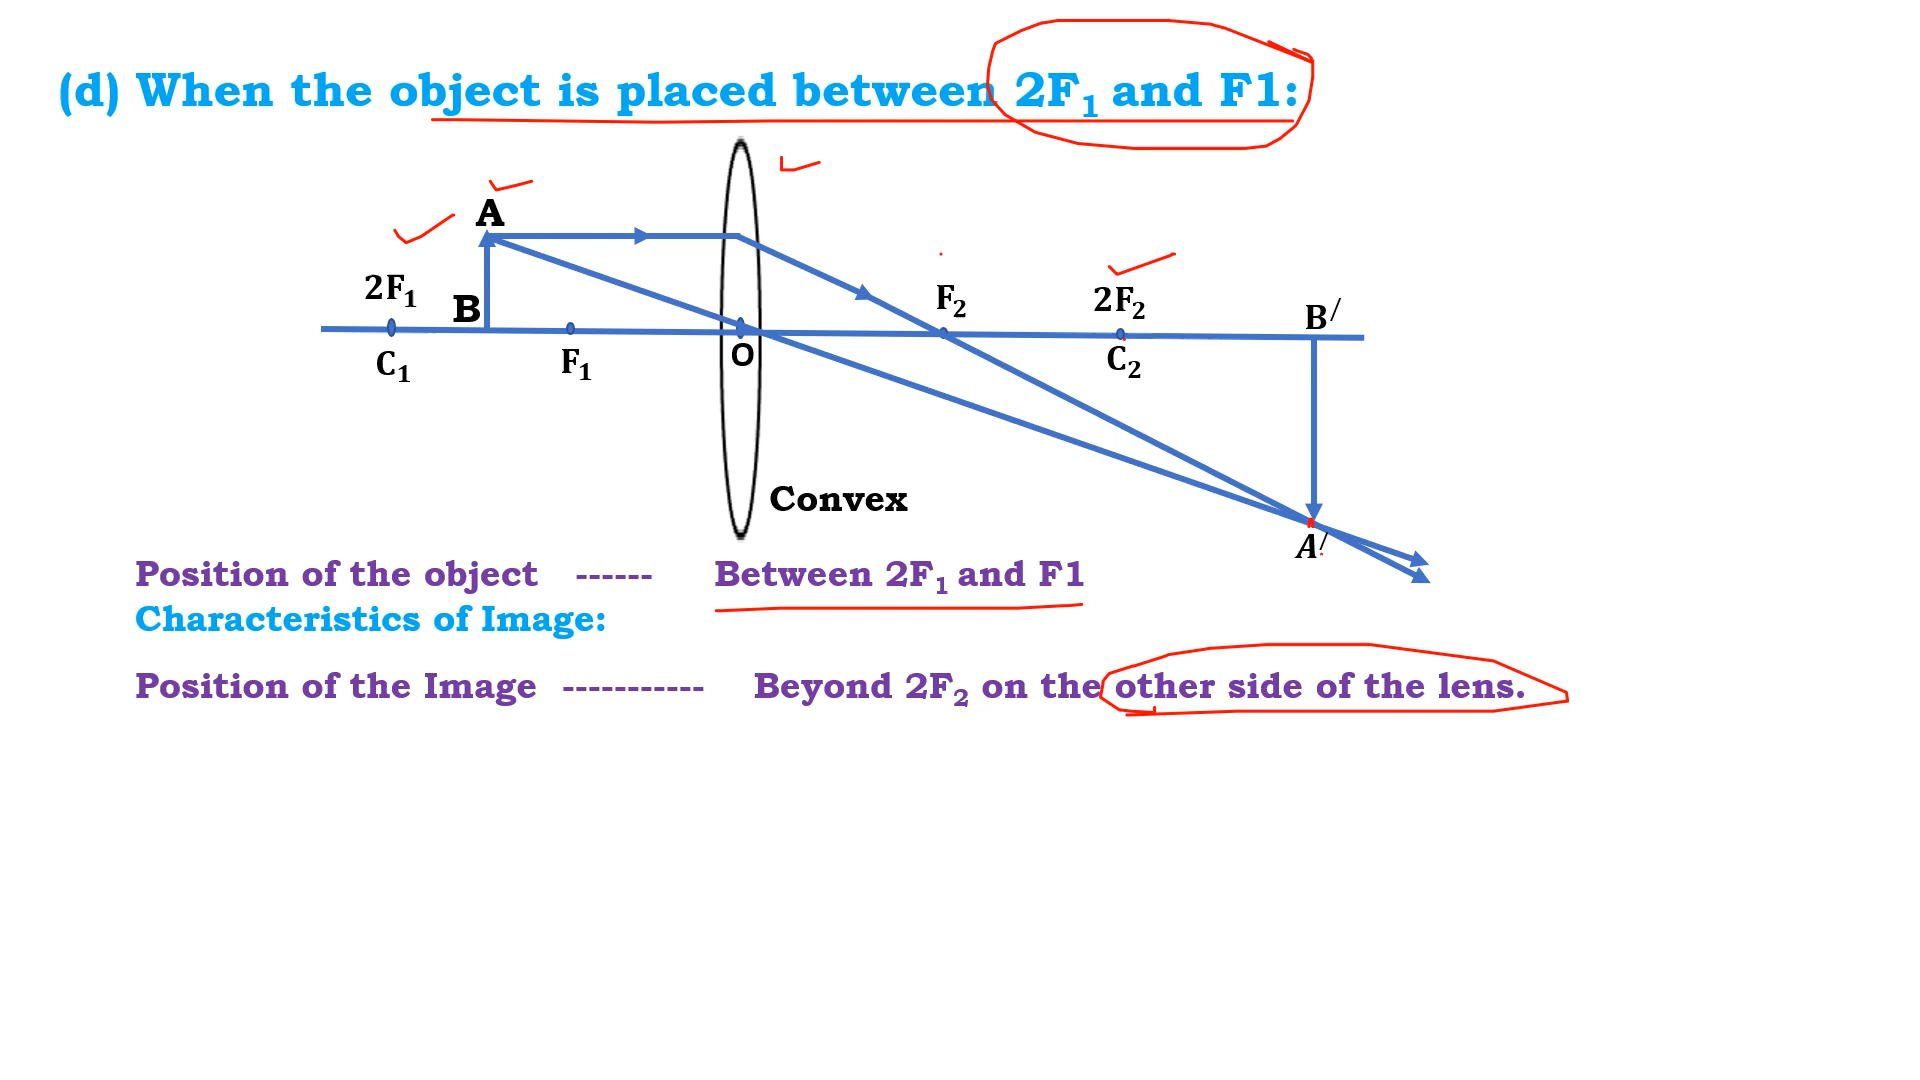 (d) When the object is placed between 2F₁ and F1:
A
2F₁
B
F₂
2F₂
B/
C₁
F₁
O
C₂
Convex
A/
Position of the object ------ Between 2F₁ and F1
Characteristics of Image:
Position of the Image ----------- Beyond 2F₂ on the other side of the lens.